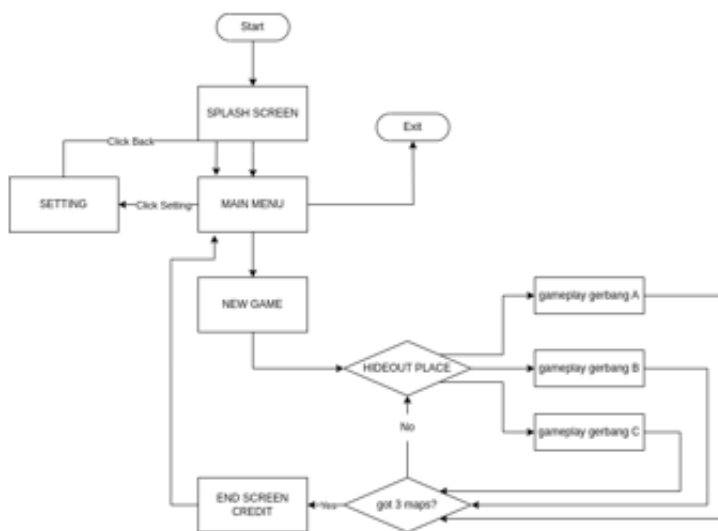 Start
SPLASH SCREEN
Exit
Click Back
SETTING
Click Setting
MAIN MENU
NEW GAME
gameplay gerbang A
HIDEOUT PLACE
gameplay gerbang B
gameplay gerbang C
No
END SCREEN
CREDIT
Yes
got 3 maps?